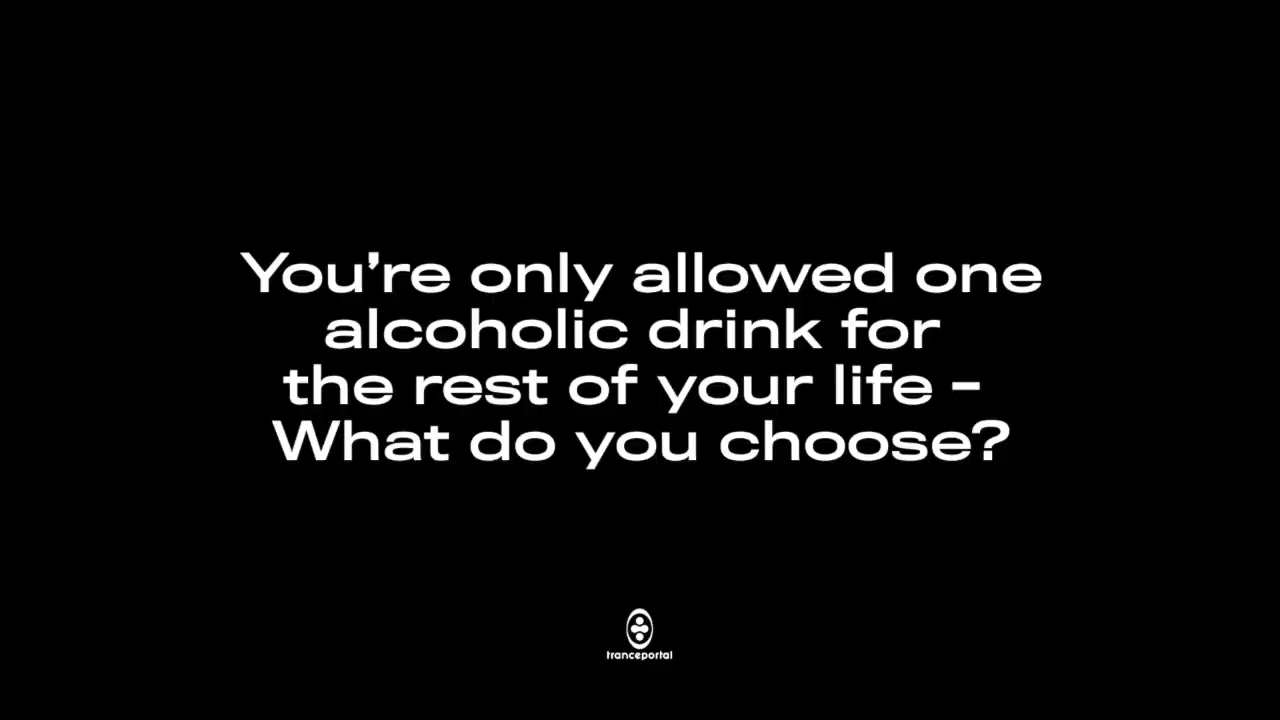 You're only allowed one
alcoholic drink for
the rest of your life –
What do you choose?
tranceportal